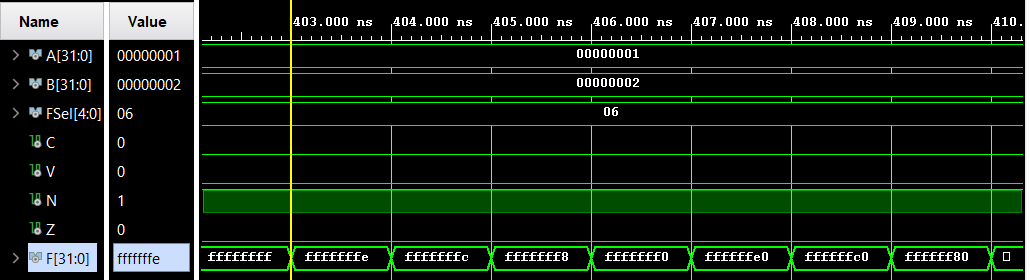 Name Value 403.000 ns 404.000 ns 405.000 ns 406.000 ns 407.000 ns 408.000 ns 409.000 ns 410.
A[31:0] 00000001 00000001
B[31:0] 00000002 00000002
FSel[4:0] 06 06
C 0
V 0
N 1
Z 0
F[31:0] fffffffe ffffffff fffffffe fffffffc fffffff8 fffffff0 ffffffe0 ffffffc0 ffffff80